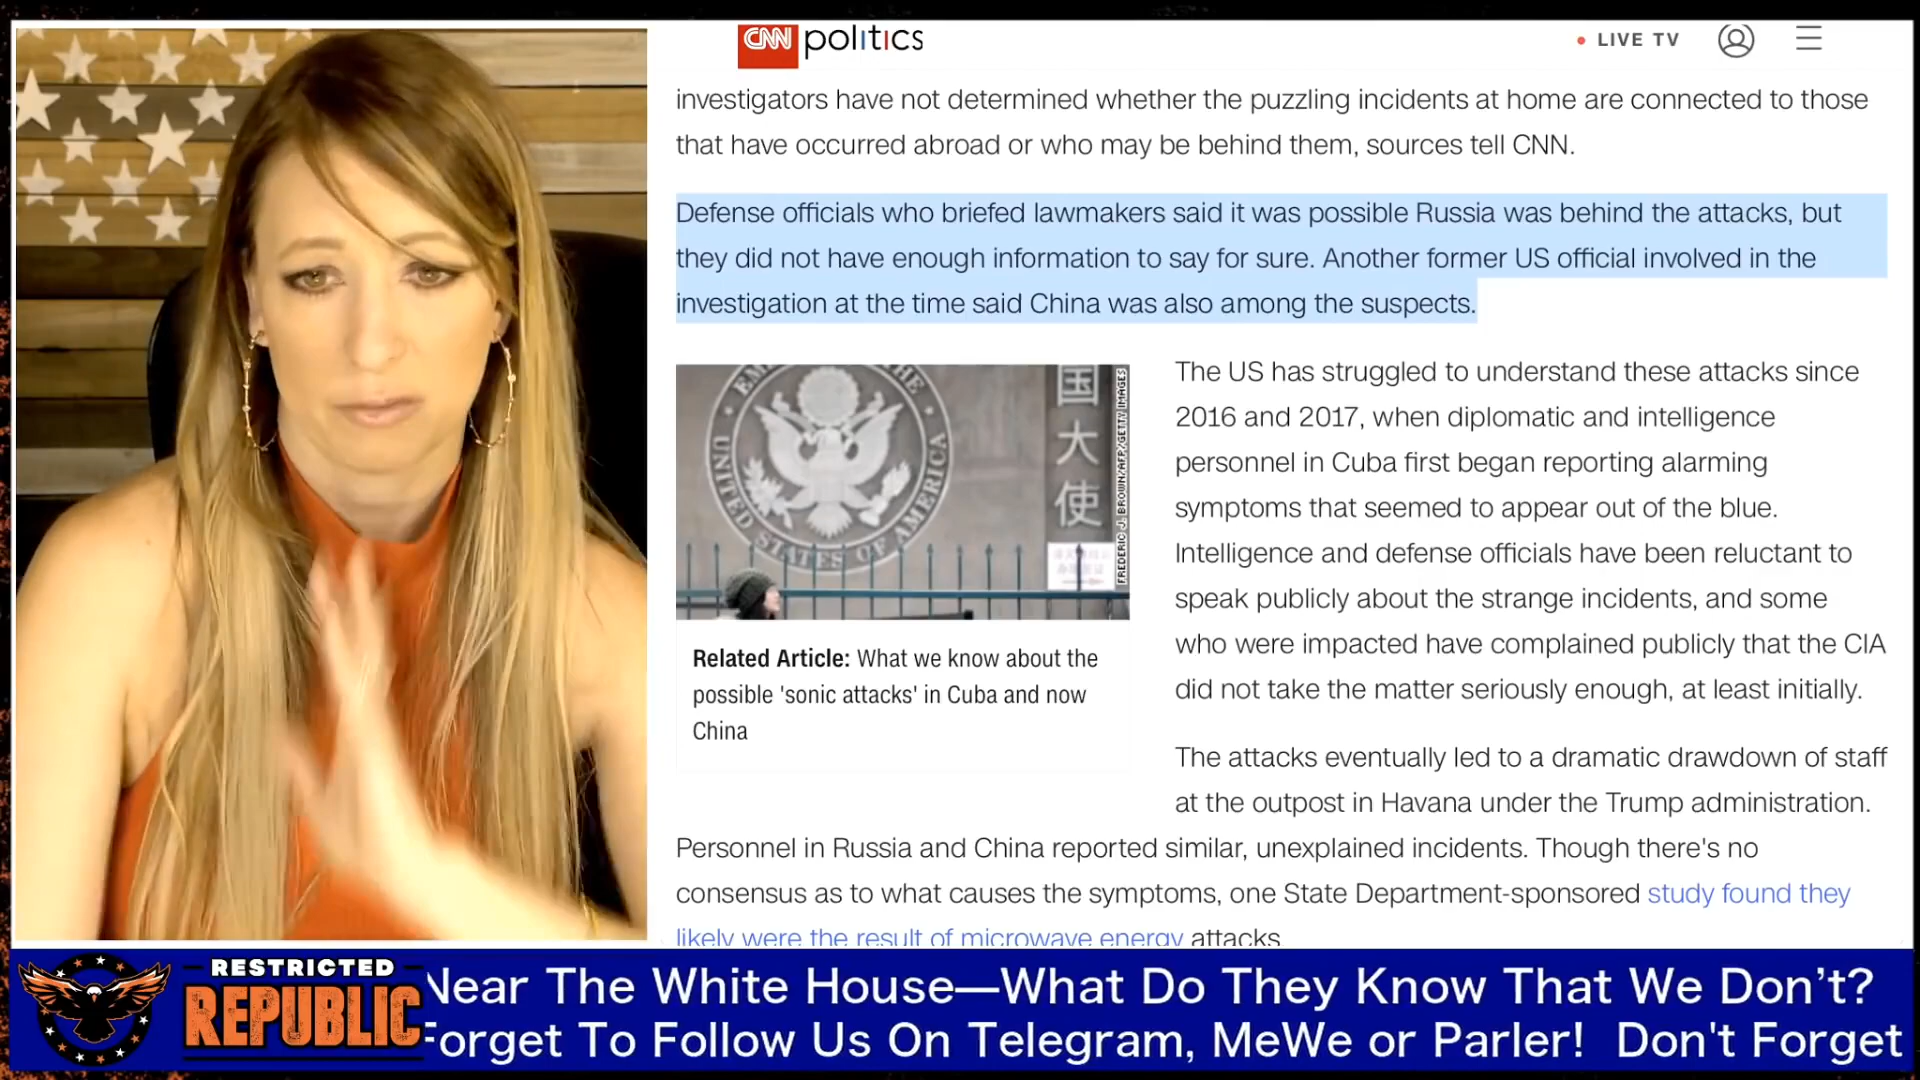 CNN politics
LIVE TV
investigators have not determined whether the puzzling incidents at home are connected to those
that have occurred abroad or who may be behind them, sources tell CNN.
Defense officials who briefed lawmakers said it was possible Russia was behind the attacks, but
they did not have enough information to say for sure. Another former US official involved in the
investigation at the time said China was also among the suspects.
UNITED STATES OF AMERICA
国
大
使
FREDERIC J. BROWN/AFP/GETTY IMAGES
Related Article: What we know about the
possible 'sonic attacks' in Cuba and now
China
The US has struggled to understand these attacks since
2016 and 2017, when diplomatic and intelligence
personnel in Cuba first began reporting alarming
symptoms that seemed to appear out of the blue.
Intelligence and defense officials have been reluctant to
speak publicly about the strange incidents, and some
who were impacted have complained publicly that the CIA
did not take the matter seriously enough, at least initially.
The attacks eventually led to a dramatic drawdown of staff
at the outpost in Havana under the Trump administration.
Personnel in Russia and China reported similar, unexplained incidents. Though there's no
consensus as to what causes the symptoms, one State Department-sponsored study found they
likely were the result of microwave energy attacks
RESTRICTED
REPUBLIC
Near The White House—What Do They Know That We Don't?
Forget To Follow Us On Telegram, MeWe or Parler! Don't Forget